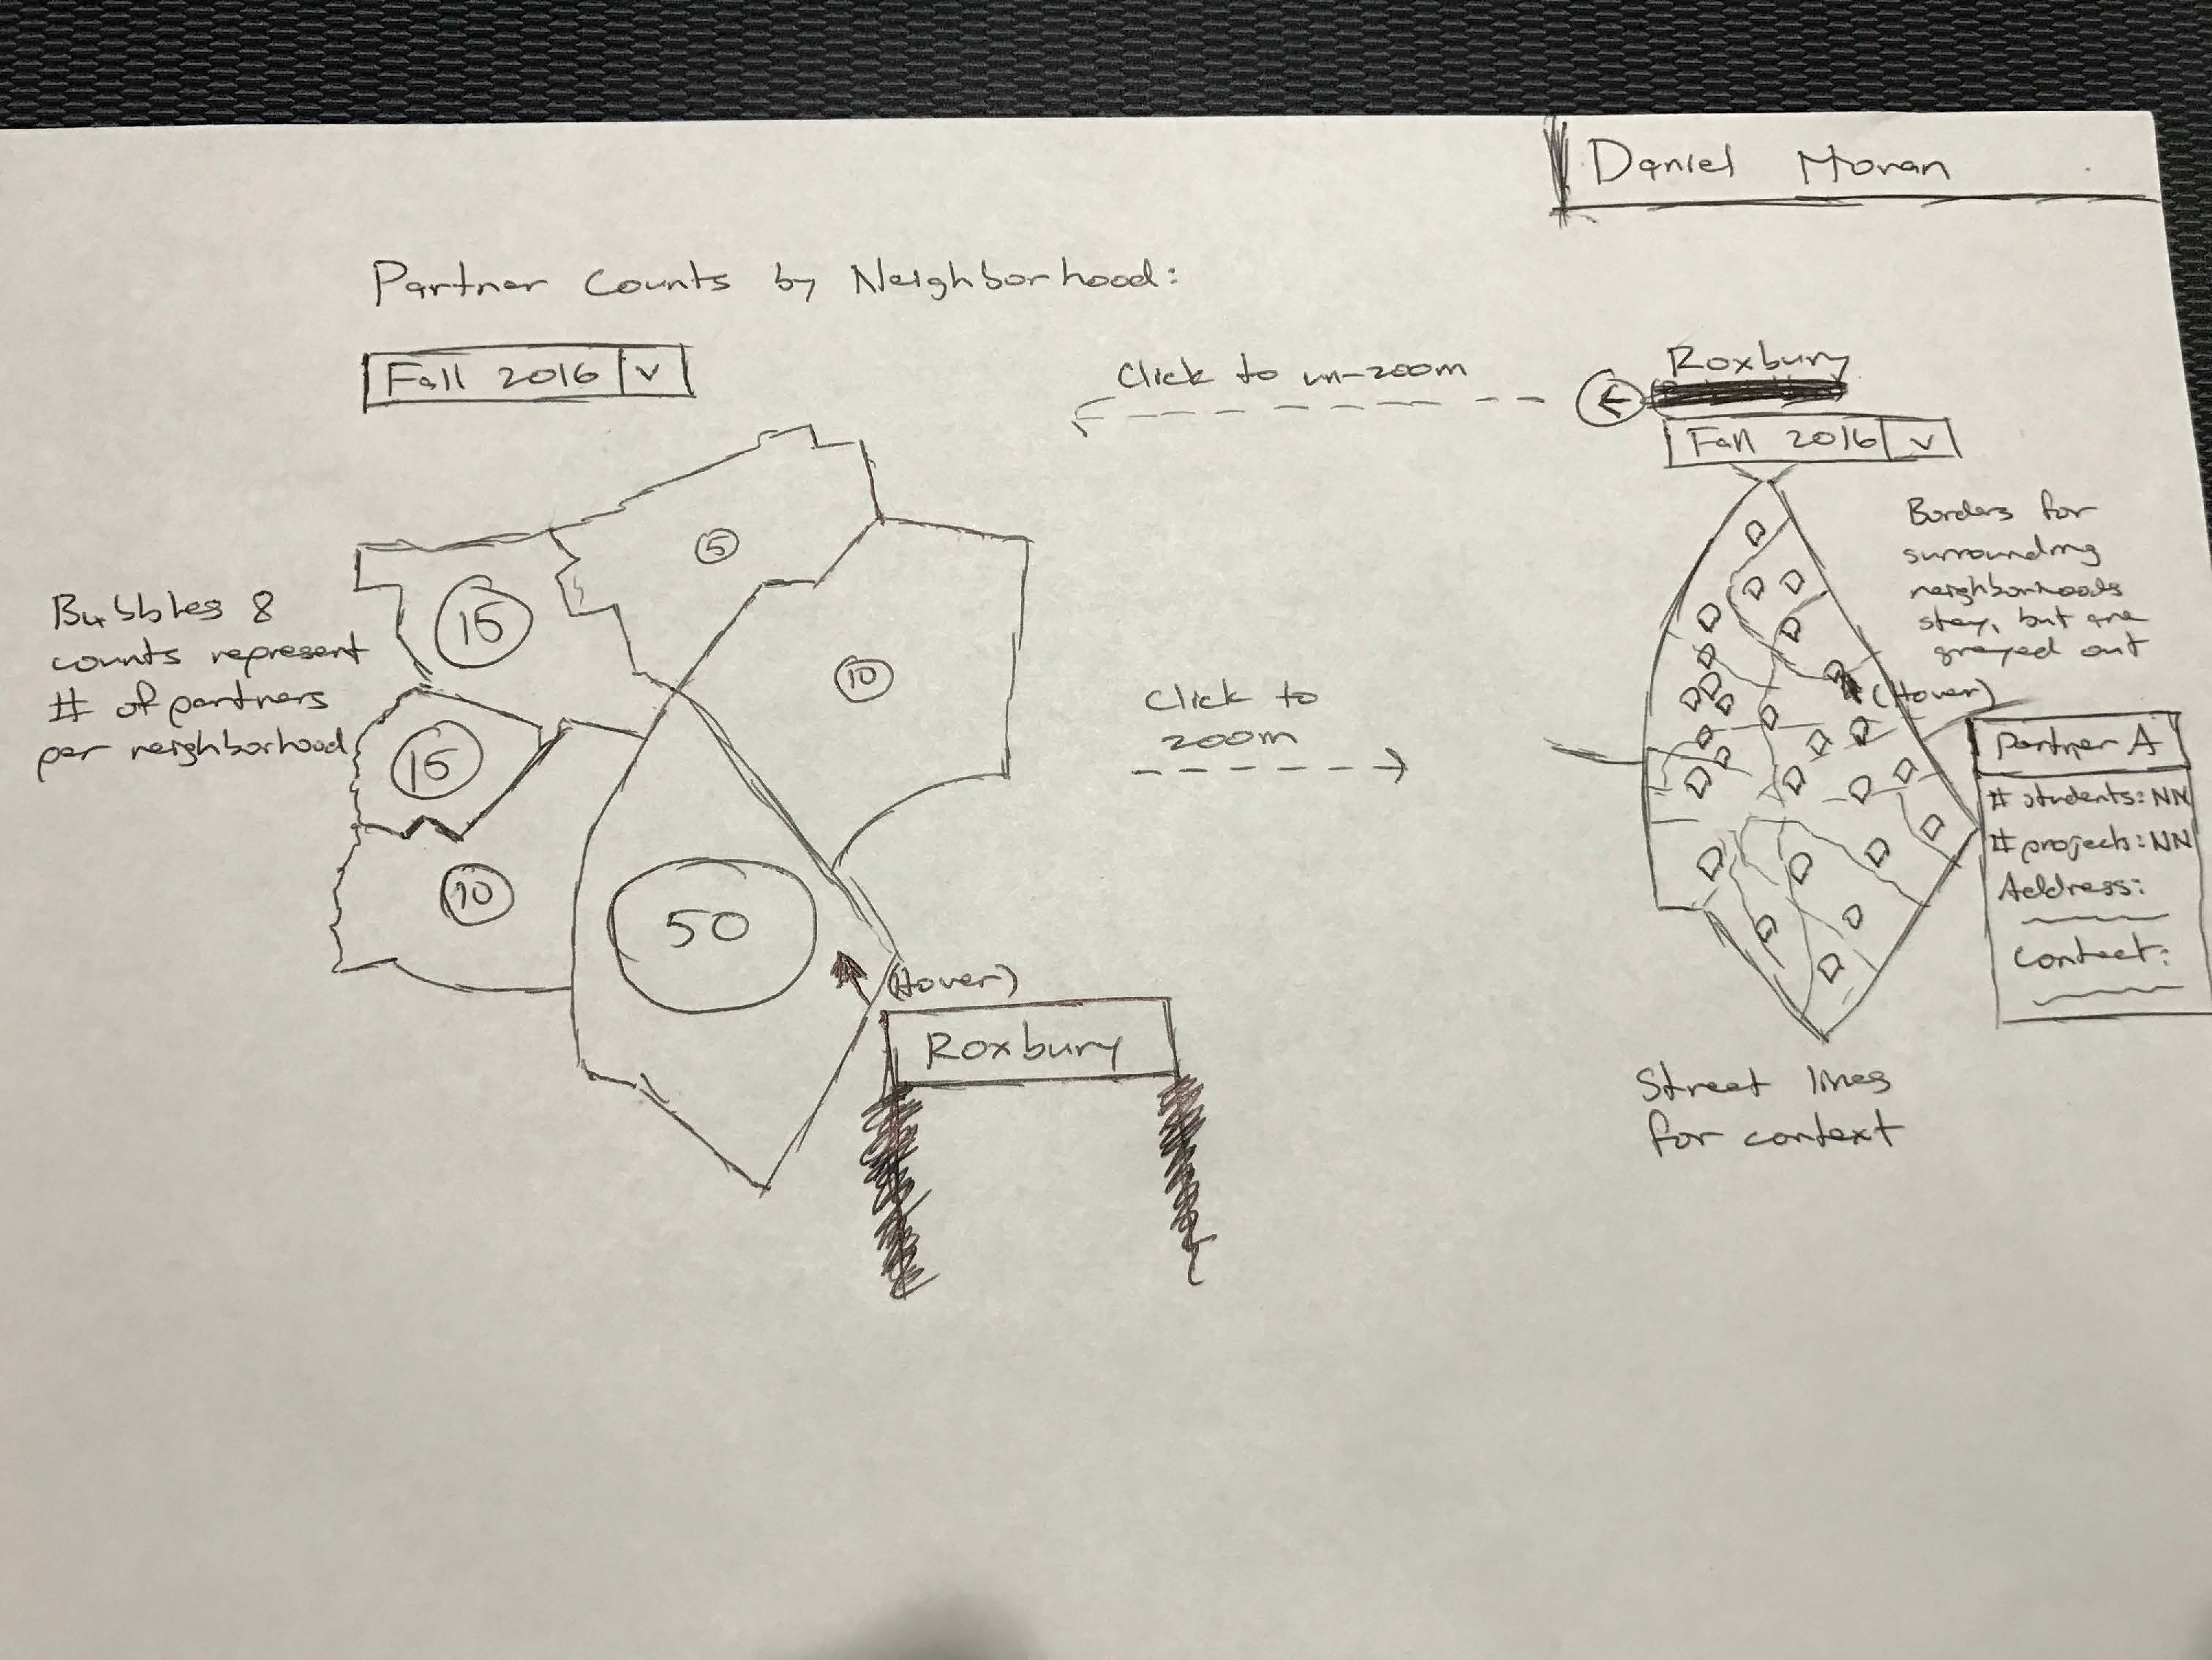 Daniel Moran
Partner Counts by Neighborhood:
Fall 2016 v
Bubbles &
counts represent
# of partners
per neighborhood
5
15
10
15
10
50
(Hover)
Roxbury
Click to un-zoom
Click to
zoom
←
Roxbury
Fall 2016 v
Borders for
surrounding
neighborhoods
stay, but are
greyed out
(Hover)
Partner A
# students: NN
# projects: NN
Address:
Contact:
Street lines
for context